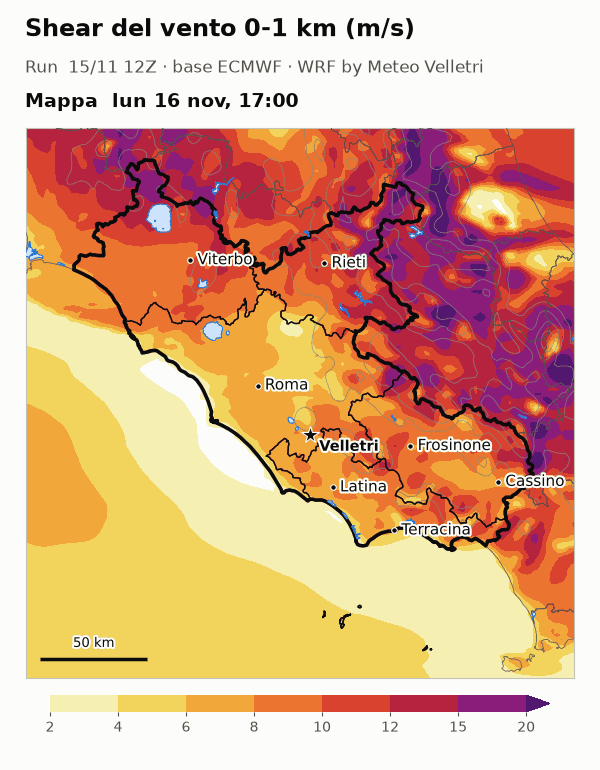 Shear del vento 0-1 km (m/s)
Run 15/11 12Z · base ECMWF · WRF by Meteo Velletri
Mappa lun 16 nov, 17:00
Viterbo
Rieti
Roma
Velletri
Frosinone
Latina
Cassino
Terracina
50 km
2 4 6 8 10 12 15 20